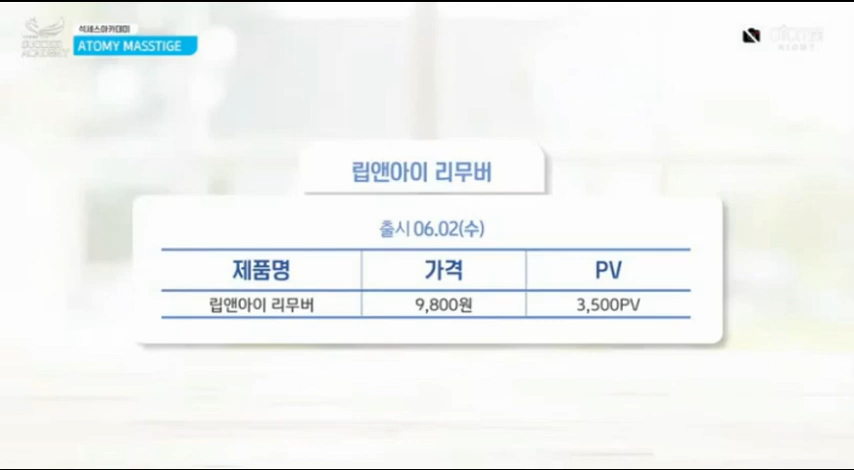 석세스아카데미
ATOMY MASSTIGE
립앤아이 리무버
출시 06.02(수)
제품명 가격 PV
립앤아이 리무버 9,800원 3,500PV